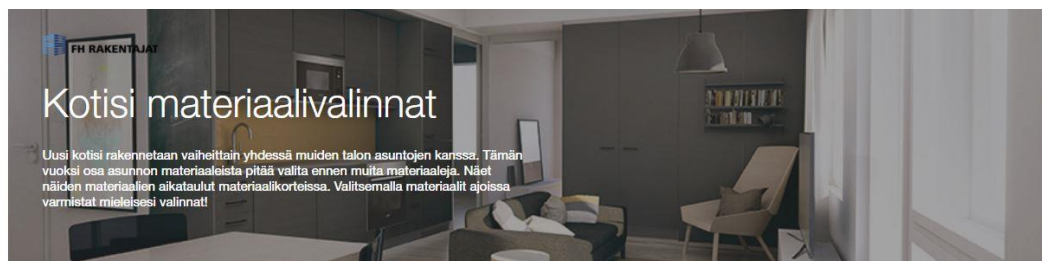 FH RAKENTAJAT
Kotisi materiaalivalinnat
Uusi kotisi rakennetaan vaiheittain yhdessä muiden talon asuntojen kanssa. Tämän
vuoksi osa asunnon materiaaleista pitää valita ennen muita materiaaleja. Näet
näiden materiaalien aikataulut materiaalikorteissa. Valitsemalla materiaalit ajoissa
varmistat mieleisesi valinnat!